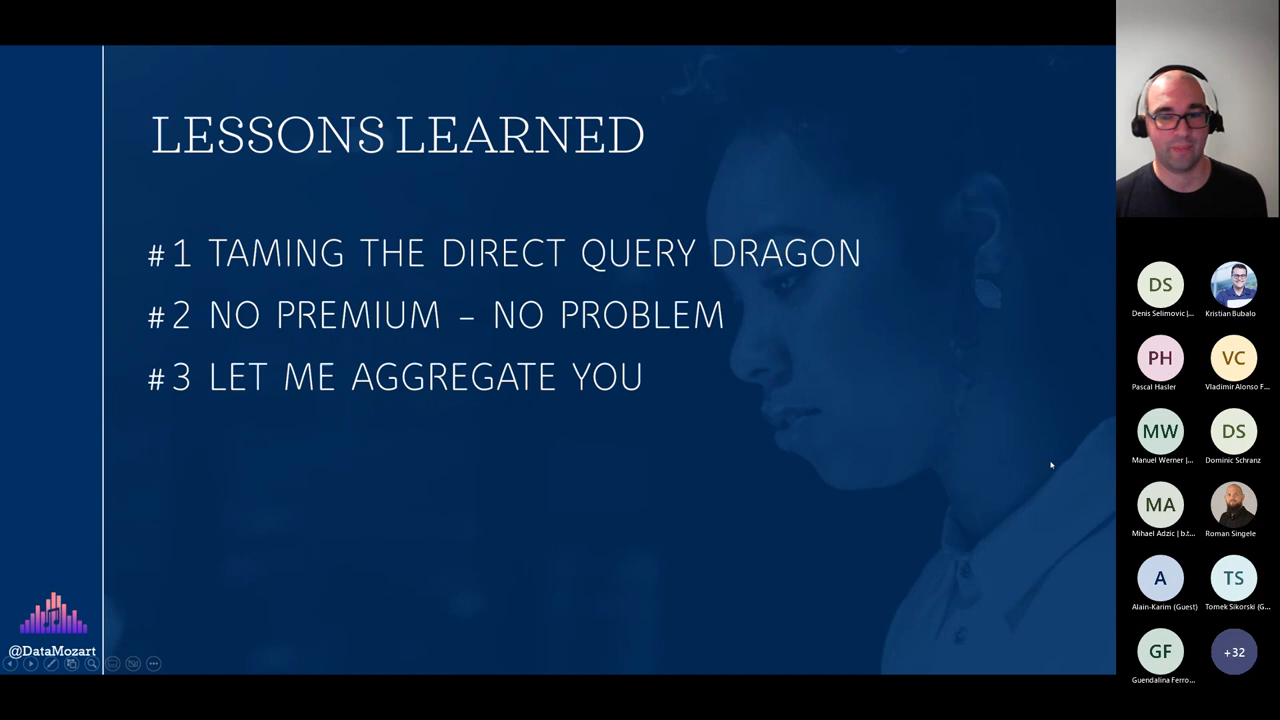 LESSONS LEARNED
#1 TAMING THE DIRECT QUERY DRAGON
#2 NO PREMIUM – NO PROBLEM
#3 LET ME AGGREGATE YOU
@DataMozart
DS
Denis Selimovic |...
Kristian Bubalo
PH
Pascal Hasler
VC
Vladimir Alonso F...
MW
Manuel Werner |...
DS
Dominic Schranz
MA
Mihael Adzic | b.t...
Roman Singele
A
Alain-Karim (Guest)
TS
Tomek Sikorski (G...
GF
Guendalina Ferro...
+32